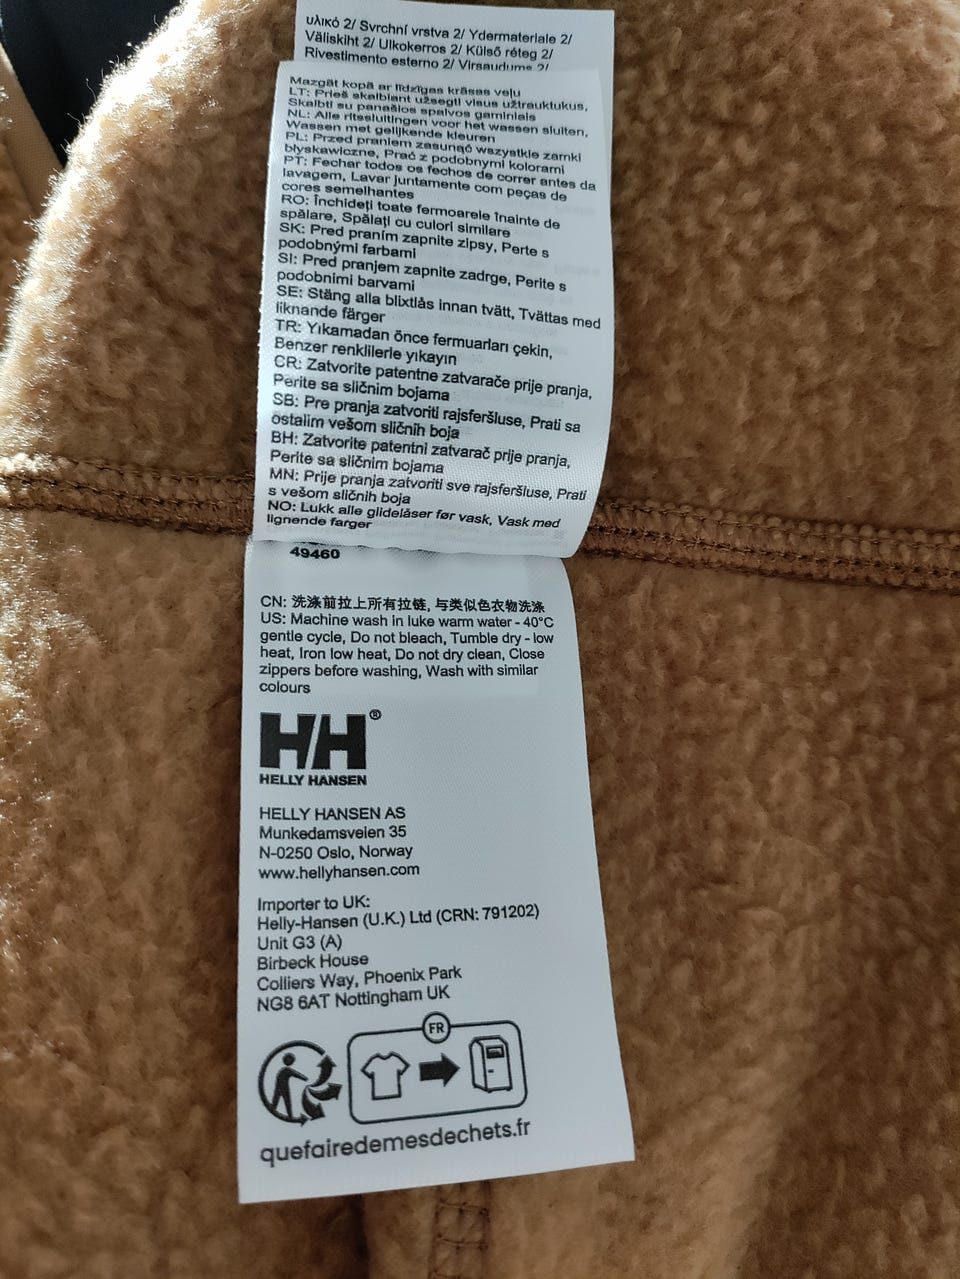 υλικό 2/ Svrchní vrstva 2/ Ydermateriale 2/
Väliskiht 2/ Ulkokerros 2/ Külső réteg 2/
Rivestimento esterno 2/ Virsaudums 2/
Mazgāt kopā ar līdzīgas krāsas veļu
LT: Prieš skalbiant užsegti visus užtrauktukus,
Skalbti su panašios spalvos gaminiais
NL: Alle ritssluitingen voor het wassen sluiten,
Wassen met gelijkende kleuren
PL: Przed praniem zasunąć wszystkie zamki
błyskawiczne, Prać z podobnymi kolorami
PT: Fechar todos os fechos de correr antes da
lavagem, Lavar juntamente com peças de
cores semelhantes
RO: Închideți toate fermoarele înainte de
spălare, Spălați cu culori similare
SK: Pred praním zapnite zipsy, Perte s
podobnými farbami
SI: Pred pranjem zapnite zadrge, Perite s
podobnimi barvami
SE: Stäng alla blixtlås innan tvätt, Tvättas med
liknande färger
TR: Yıkamadan önce fermuarları çekin,
Benzer renklilerle yıkayın
CR: Zatvorite patentne zatvarače prije pranja,
Perite sa sličnim bojama
SB: Pre pranja zatvoriti rajsferšluse, Prati sa
ostalim vešom sličnih boja
BH: Zatvorite patentni zatvarač prije pranja,
Perite sa sličnim bojama
MN: Prije pranja zatvoriti sve rajsferšluse, Prati
s vešom sličnih boja
NO: Lukk alle glidelåser før vask, Vask med
lignende farger
49460
CN: 洗涤前拉上所有拉链, 与类似色衣物洗涤
US: Machine wash in luke warm water - 40°C
gentle cycle, Do not bleach, Tumble dry - low
heat, Iron low heat, Do not dry clean, Close
zippers before washing, Wash with similar
colours
HH®
HELLY HANSEN
HELLY HANSEN AS
Munkedamsveien 35
N-0250 Oslo, Norway
www.hellyhansen.com
Importer to UK:
Helly-Hansen (U.K.) Ltd (CRN: 791202)
Unit G3 (A)
Birbeck House
Colliers Way, Phoenix Park
NG8 6AT Nottingham UK
FR
quefairedemesdechets.fr